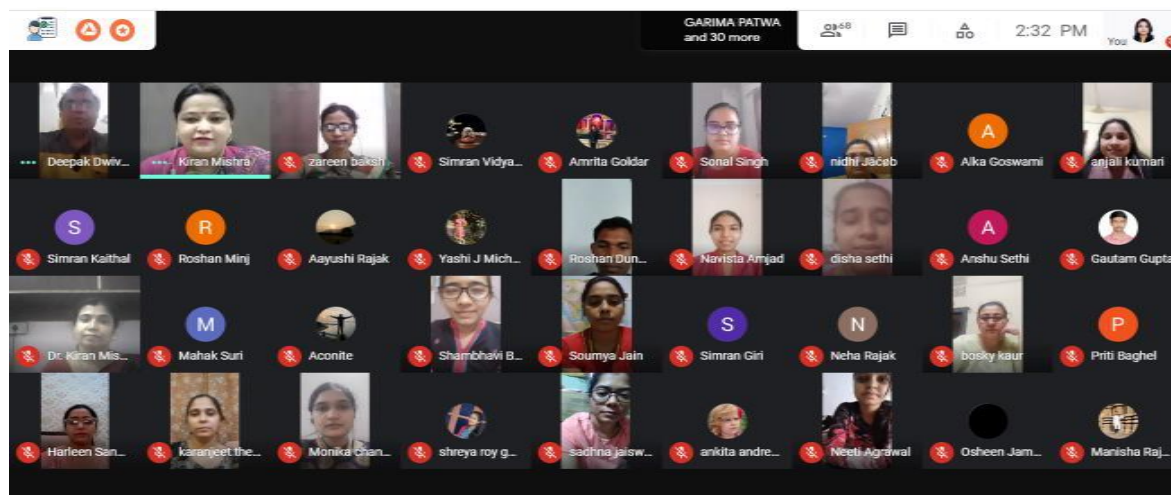 GARIMA PATWA
and 30 more
68
2:32 PM
You
Deepak Dwiv...
Kiran Mishra
zareen baksh
Simran Vidya...
Amrita Goldar
Sonal Singh
nidhi Jacob
A
Alka Goswami
anjali kumari
S
Simran Kaithal
R
Roshan Minj
Aayushi Rajak
Yashi J Mich...
Roshan Dun...
Navista Amjad
disha sethi
A
Anshu Sethi
Gautam Gupta
Dr. Kiran Mis...
M
Mahak Suri
Aconite
Shambhavi B...
Soumya Jain
S
Simran Giri
N
Neha Rajak
bosky kaur
P
Priti Baghel
Harleen San...
karanjeet the...
Monika chan...
shreya roy g...
sadhna jaisw...
ankita andre...
Neeti Agrawal
Osheen Jam...
Manisha Raj...